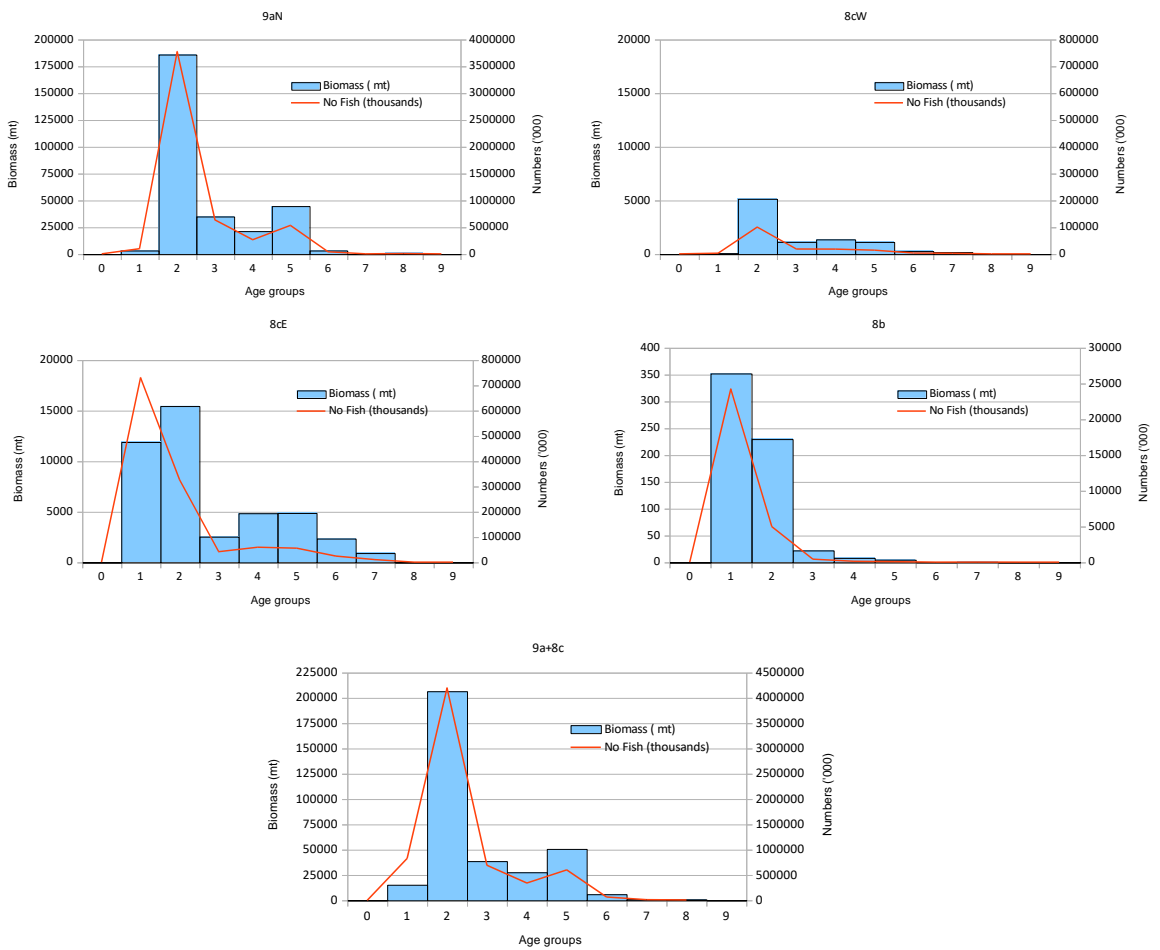 9aN
200000
175000
150000
125000
100000
75000
50000
25000
0
4000000
3500000
3000000
2500000
2000000
1500000
1000000
500000
0
Biomass (mt)
Numbers ('000)
Biomass ( mt)
No Fish (thousands)
0 1 2 3 4 5 6 7 8 9
Age groups
8cW
20000
15000
10000
5000
0
800000
700000
600000
500000
400000
300000
200000
100000
0
Biomass (mt)
Numbers ('000)
Biomass ( mt)
No Fish (thousands)
0 1 2 3 4 5 6 7 8 9
Age groups
8cE
20000
15000
10000
5000
0
800000
700000
600000
500000
400000
300000
200000
100000
0
Biomass (mt)
Numbers ('000)
Biomass ( mt)
No Fish (thousands)
0 1 2 3 4 5 6 7 8 9
Age groups
8b
400
350
300
250
200
150
100
50
0
30000
25000
20000
15000
10000
5000
0
Biomass (mt)
Numbers ('000)
Biomass ( mt)
No Fish (thousands)
0 1 2 3 4 5 6 7 8 9
Age groups
9a+8c
225000
200000
175000
150000
125000
100000
75000
50000
25000
0
4500000
4000000
3500000
3000000
2500000
2000000
1500000
1000000
500000
0
Biomass (mt)
Numbers ('000)
Biomass ( mt)
No Fish (thousands)
0 1 2 3 4 5 6 7 8 9
Age groups